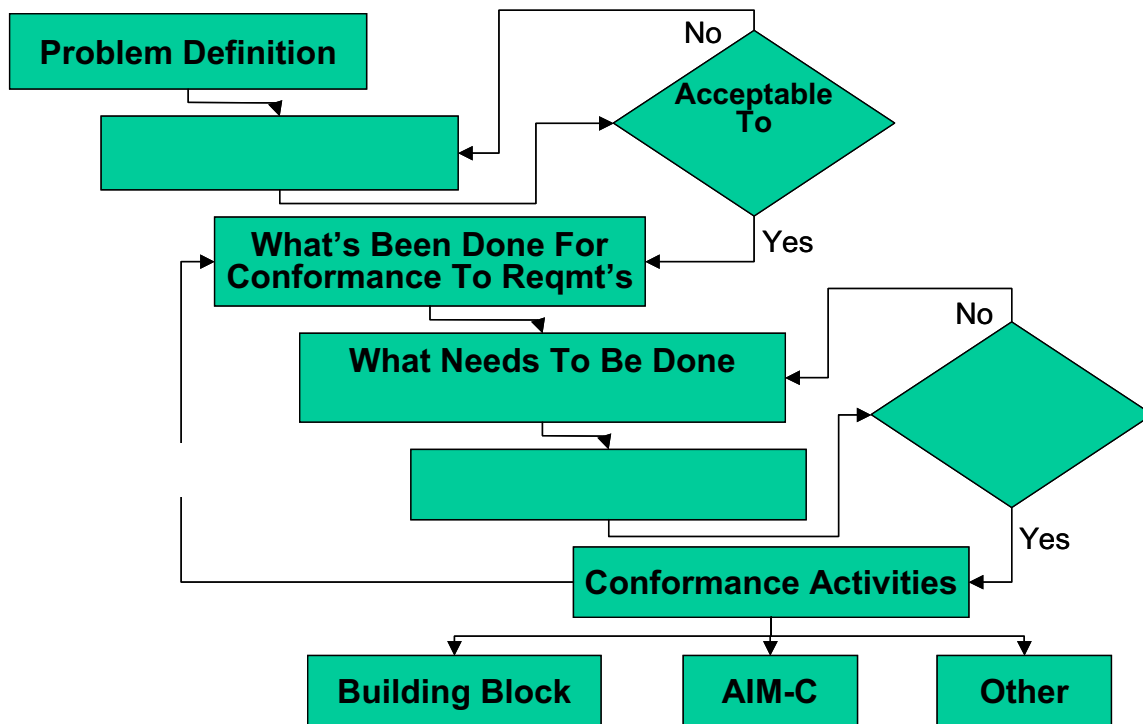 Problem Definition
No
Acceptable
To
Yes
What's Been Done For
Conformance To Reqmt's
No
What Needs To Be Done
Yes
Conformance Activities
Building Block
AIM-C
Other